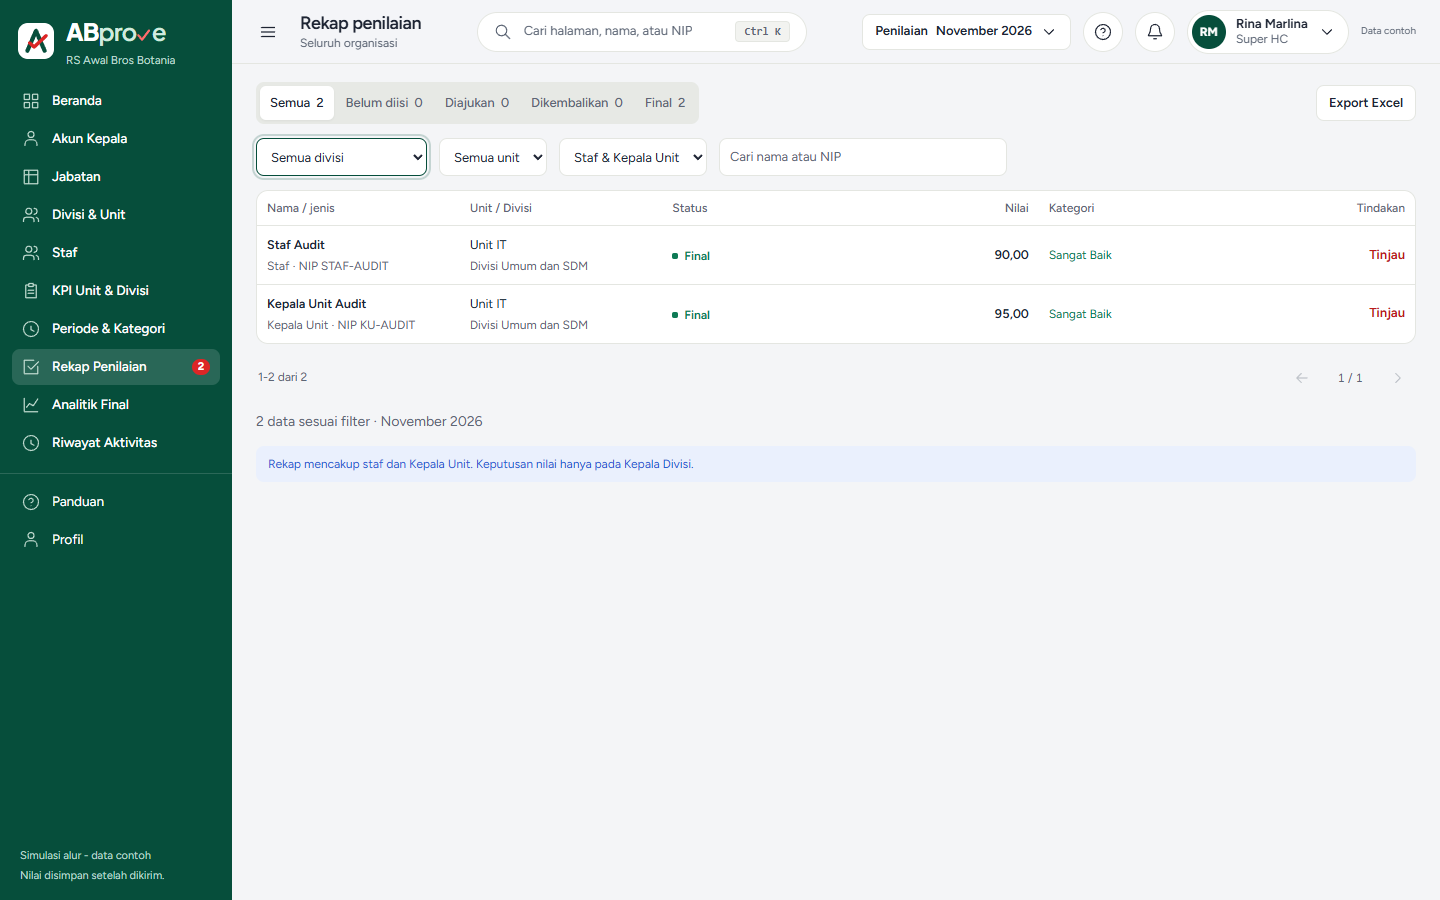 ABprove
RS Awal Bros Botania
Beranda
Akun Kepala
Jabatan
Divisi & Unit
Staf
KPI Unit & Divisi
Periode & Kategori
Rekap Penilaian 2
Analitik Final
Riwayat Aktivitas
Panduan
Profil
Simulasi alur - data contoh
Nilai disimpan setelah dikirim.
Rekap penilaian
Seluruh organisasi
Cari halaman, nama, atau NIP Ctrl K
Penilaian November 2026
RM
Rina Marlina
Super HC
Data contoh
Semua 2 Belum diisi 0 Diajukan 0 Dikembalikan 0 Final 2
Export Excel
Semua divisi Semua unit Staf & Kepala Unit Cari nama atau NIP
Nama / jenis Unit / Divisi Status Nilai Kategori Tindakan
Staf Audit Unit IT Final 90,00 Sangat Baik Tinjau
Staf · NIP STAF-AUDIT Divisi Umum dan SDM
Kepala Unit Audit Unit IT Final 95,00 Sangat Baik Tinjau
Kepala Unit · NIP KU-AUDIT Divisi Umum dan SDM
1-2 dari 2 1 / 1
2 data sesuai filter · November 2026
Rekap mencakup staf dan Kepala Unit. Keputusan nilai hanya pada Kepala Divisi.